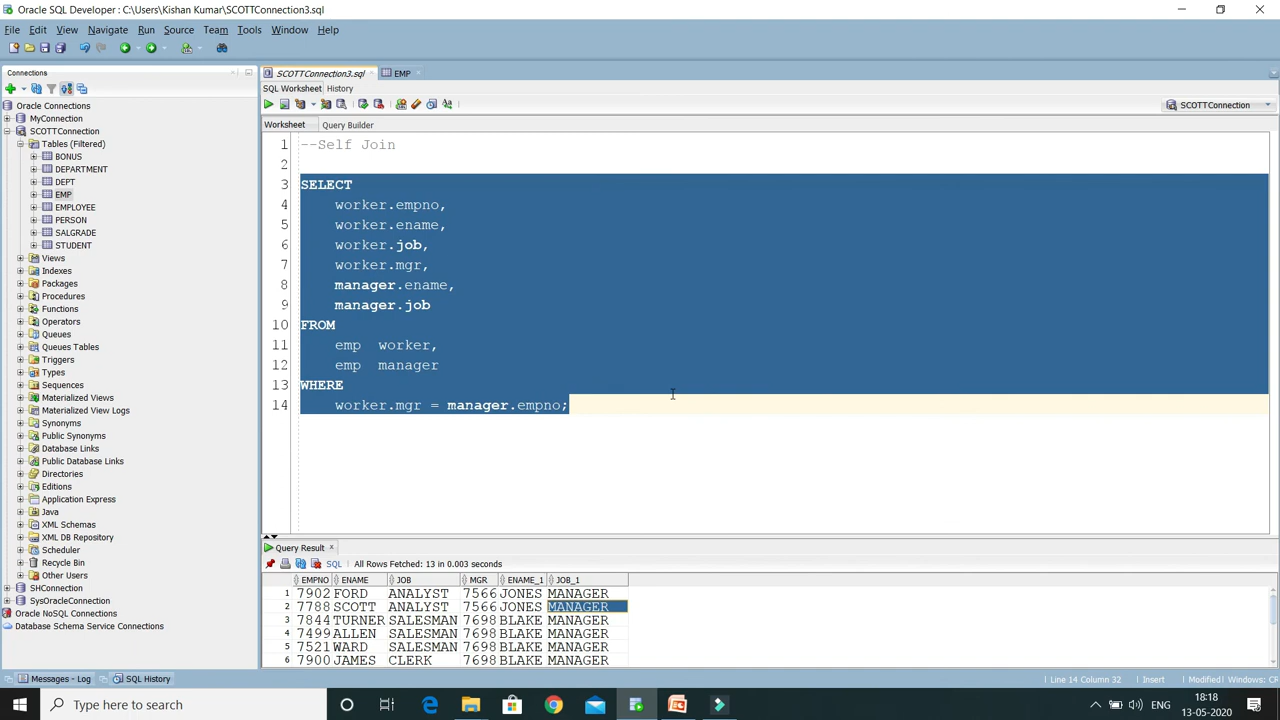 Oracle SQL Developer : C:\Users\Kishan Kumar\SCOTTConnection3.sql
File Edit View Navigate Run Source Team Tools Window Help
Connections
SCOTTConnection3.sql EMP
SQL Worksheet History
SCOTTConnection
Worksheet Query Builder
Oracle Connections
MyConnection
SCOTTConnection
Tables (Filtered)
BONUS
DEPARTMENT
DEPT
EMP
EMPLOYEE
PERSON
SALGRADE
STUDENT
Views
Indexes
Packages
Procedures
Functions
Operators
Queues
Queues Tables
Triggers
Types
Sequences
Materialized Views
Materialized View Logs
Synonyms
Public Synonyms
Database Links
Public Database Links
Directories
Editions
Application Express
Java
XML Schemas
XML DB Repository
Scheduler
Recycle Bin
Other Users
SHConnection
SysOracleConnection
Oracle NoSQL Connections
Database Schema Service Connections
1 --Self Join
2
3 SELECT
4 worker.empno,
5 worker.ename,
6 worker.job,
7 worker.mgr,
8 manager.ename,
9 manager.job
10 FROM
11 emp worker,
12 emp manager
13 WHERE
14 worker.mgr = manager.empno;
Query Result
SQL All Rows Fetched: 13 in 0.003 seconds
EMPNO ENAME JOB MGR ENAME_1 JOB_1
1 7902 FORD ANALYST 7566 JONES MANAGER
2 7788 SCOTT ANALYST 7566 JONES MANAGER
3 7844 TURNER SALESMAN 7698 BLAKE MANAGER
4 7499 ALLEN SALESMAN 7698 BLAKE MANAGER
5 7521 WARD SALESMAN 7698 BLAKE MANAGER
6 7900 JAMES CLERK 7698 BLAKE MANAGER
Messages - Log SQL History
Line 14 Column 32 Insert Modified Windows: CR
Type here to search
ENG
18:18
13-05-2020